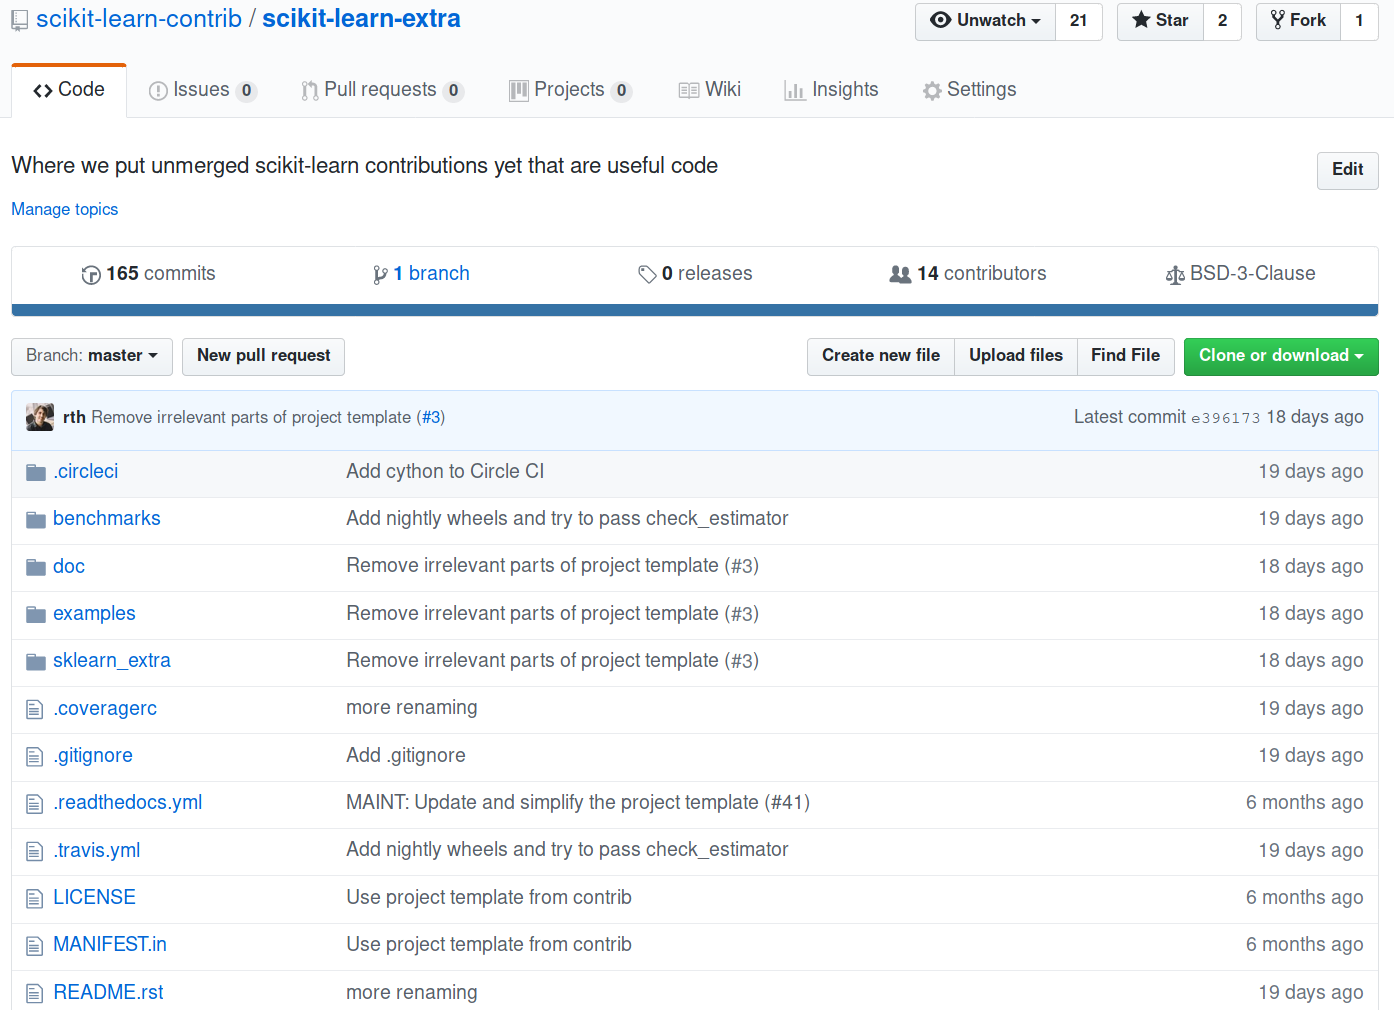 scikit-learn-contrib / scikit-learn-extra
Unwatch 21 Star 2 Fork 1
Code Issues 0 Pull requests 0 Projects 0 Wiki Insights Settings
Where we put unmerged scikit-learn contributions yet that are useful code
Edit
Manage topics
165 commits 1 branch 0 releases 14 contributors BSD-3-Clause
Branch: master New pull request Create new file Upload files Find File Clone or download
rth Remove irrelevant parts of project template (#3) Latest commit e396173 18 days ago
.circleci Add cython to Circle CI 19 days ago
benchmarks Add nightly wheels and try to pass check_estimator 19 days ago
doc Remove irrelevant parts of project template (#3) 18 days ago
examples Remove irrelevant parts of project template (#3) 18 days ago
sklearn_extra Remove irrelevant parts of project template (#3) 18 days ago
.coveragerc more renaming 19 days ago
.gitignore Add .gitignore 19 days ago
.readthedocs.yml MAINT: Update and simplify the project template (#41) 6 months ago
.travis.yml Add nightly wheels and try to pass check_estimator 19 days ago
LICENSE Use project template from contrib 6 months ago
MANIFEST.in Use project template from contrib 6 months ago
README.rst more renaming 19 days ago